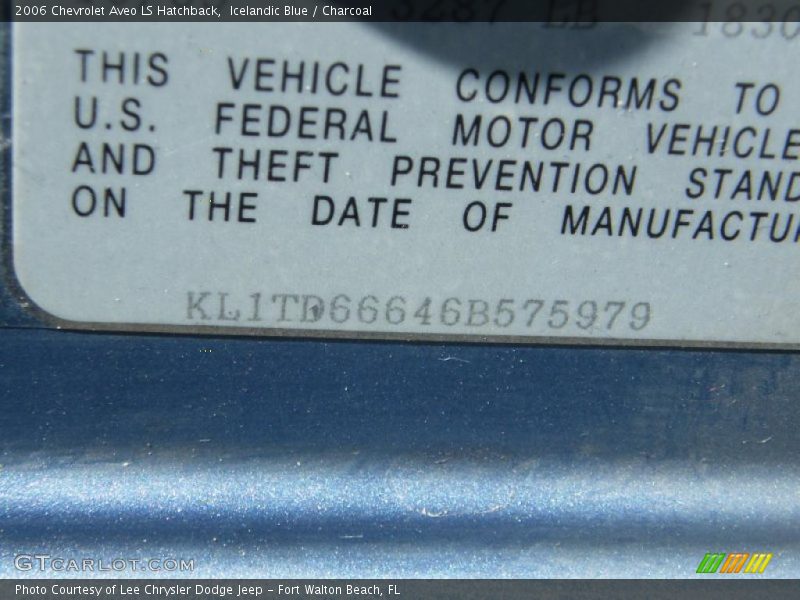 2006 Chevrolet Aveo LS Hatchback, Icelandic Blue / Charcoal
THIS VEHICLE CONFORMS TO
U.S. FEDERAL MOTOR VEHICLE
AND THEFT PREVENTION STAND
ON THE DATE OF MANUFACTU
KL1TD66646B575979
GTCARLOT.COM
Photo Courtesy of Lee Chrysler Dodge Jeep - Fort Walton Beach, FL